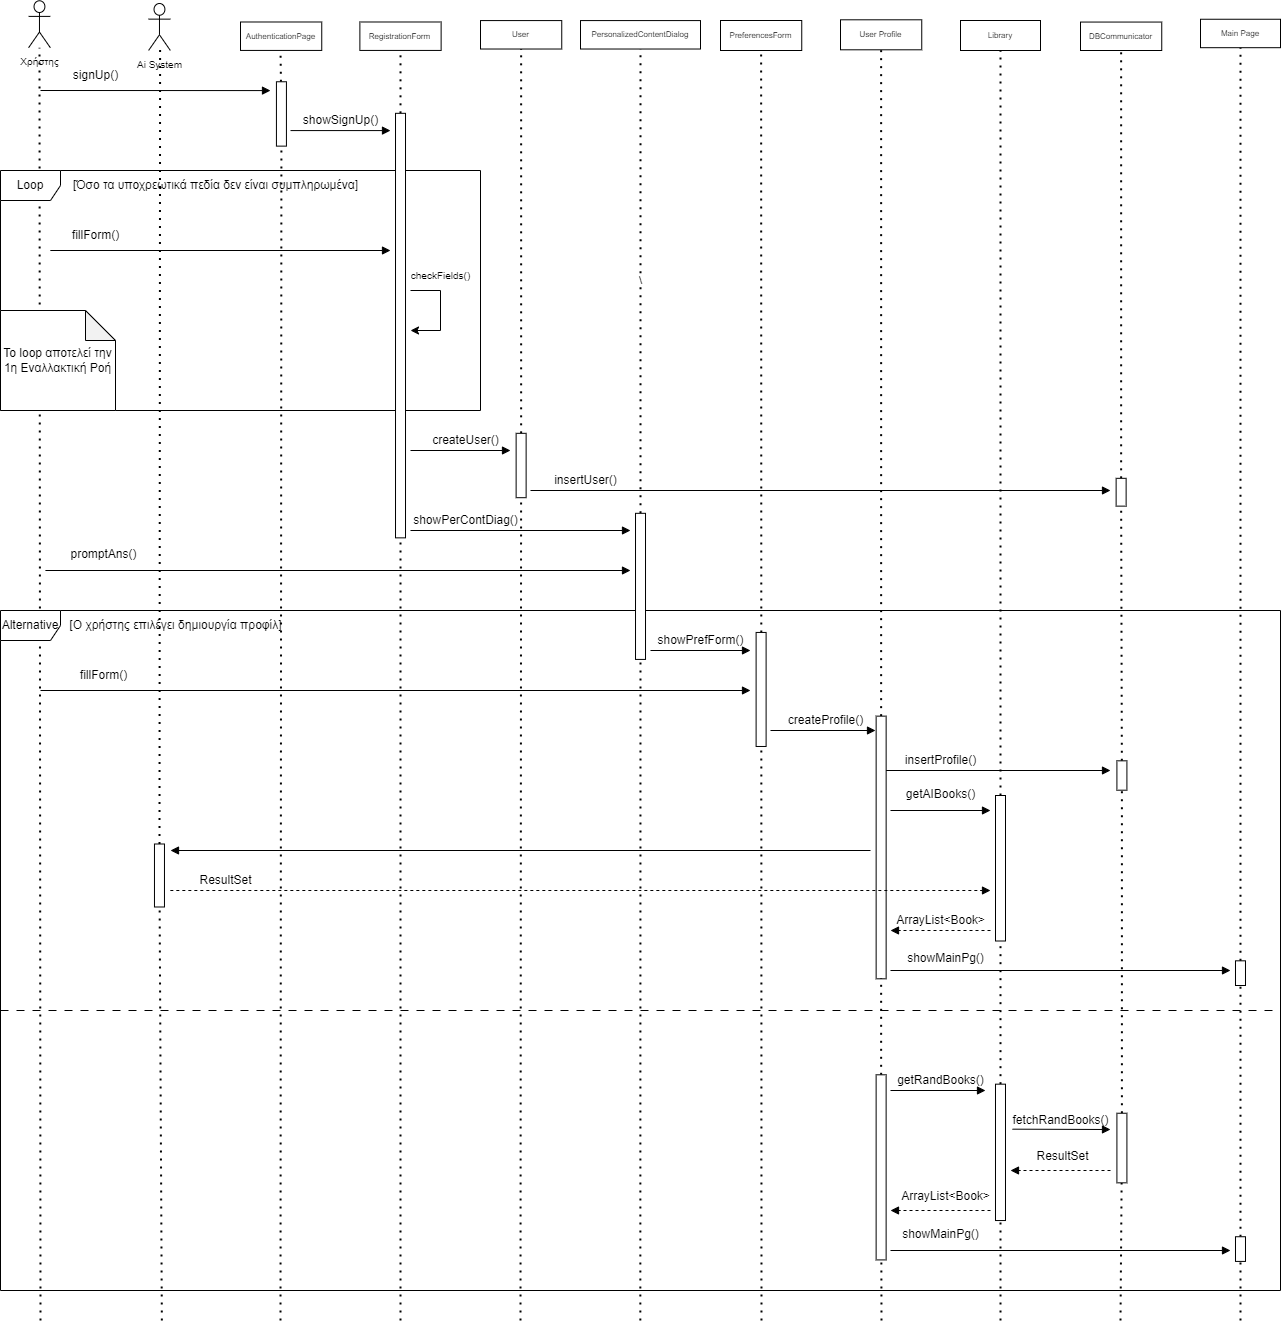 Χρήστης
Ai System
AuthenticationPage
RegistrationForm
User
PersonalizedContentDialog
PreferencesForm
User Profile
Library
DBCommunicator
Main Page
signUp()
showSignUp()
Loop
[Όσο τα υποχρεωτικά πεδία δεν είναι συμπληρωμένα]
fillForm()
checkFields()
\
Το loop αποτελεί την
1η Εναλλακτική Ροή
createUser()
insertUser()
showPerContDiag()
promptAns()
Alternative
[Ο χρήστης επιλέγει δημιουργία προφίλ]
showPrefForm()
fillForm()
createProfile()
insertProfile()
getAIBooks()
ResultSet
ArrayList<Book>
showMainPg()
getRandBooks()
fetchRandBooks()
ResultSet
ArrayList<Book>
showMainPg()